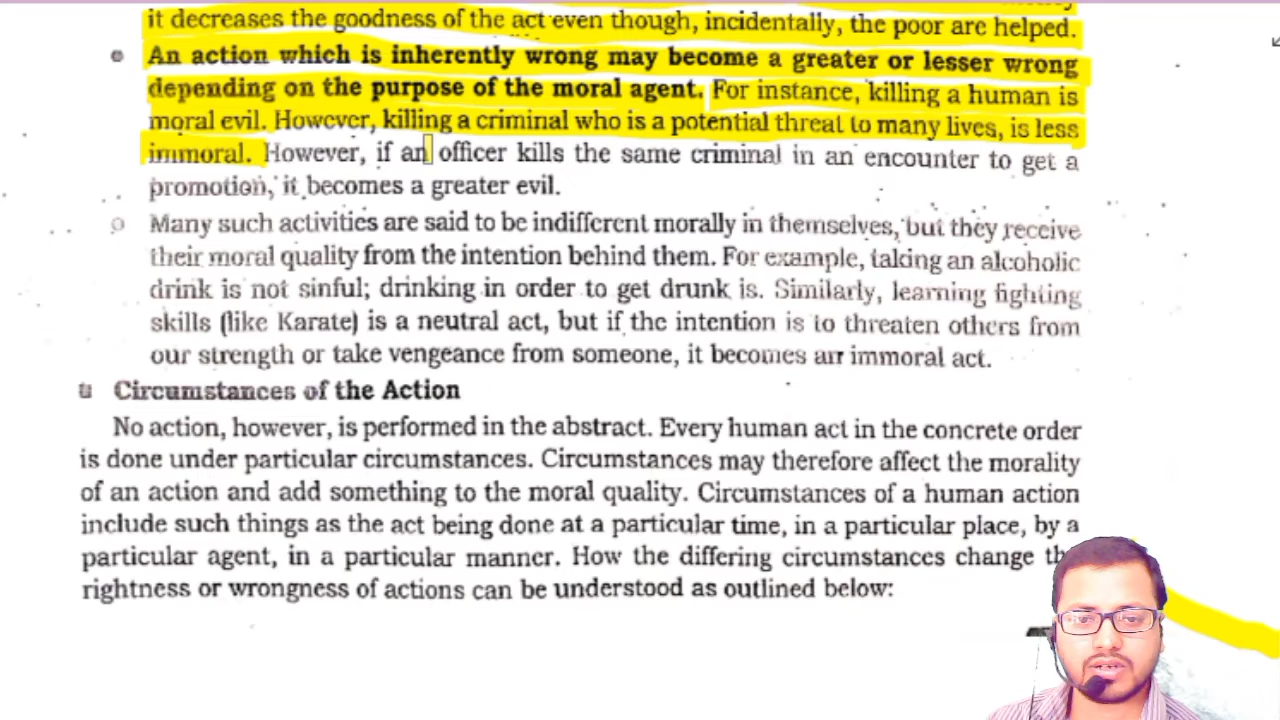 it decreases the goodness of the act even though, incidentally, the poor are helped.
An action which is inherently wrong may become a greater or lesser wrong
depending on the purpose of the moral agent. For instance, killing a human is
moral evil. However, killing a criminal who is a potential threat to many lives, is less
immoral. However, if an officer kills the same criminal in an encounter to get a
promotion, it becomes a greater evil.
Many such activities are said to be indifferent morally in themselves, but they receive
their moral quality from the intention behind them. For example, taking an alcoholic
drink is not sinful; drinking in order to get drunk is. Similarly, learning fighting
skills (like Karate) is a neutral act, but if the intention is to threaten others from
our strength or take vengeance from someone, it becomes an immoral act.
Circumstances of the Action
No action, however, is performed in the abstract. Every human act in the concrete order
is done under particular circumstances. Circumstances may therefore affect the morality
of an action and add something to the moral quality. Circumstances of a human action
include such things as the act being done at a particular time, in a particular place, by a
particular agent, in a particular manner. How the differing circumstances change
rightness or wrongness of actions can be understood as outlined below: